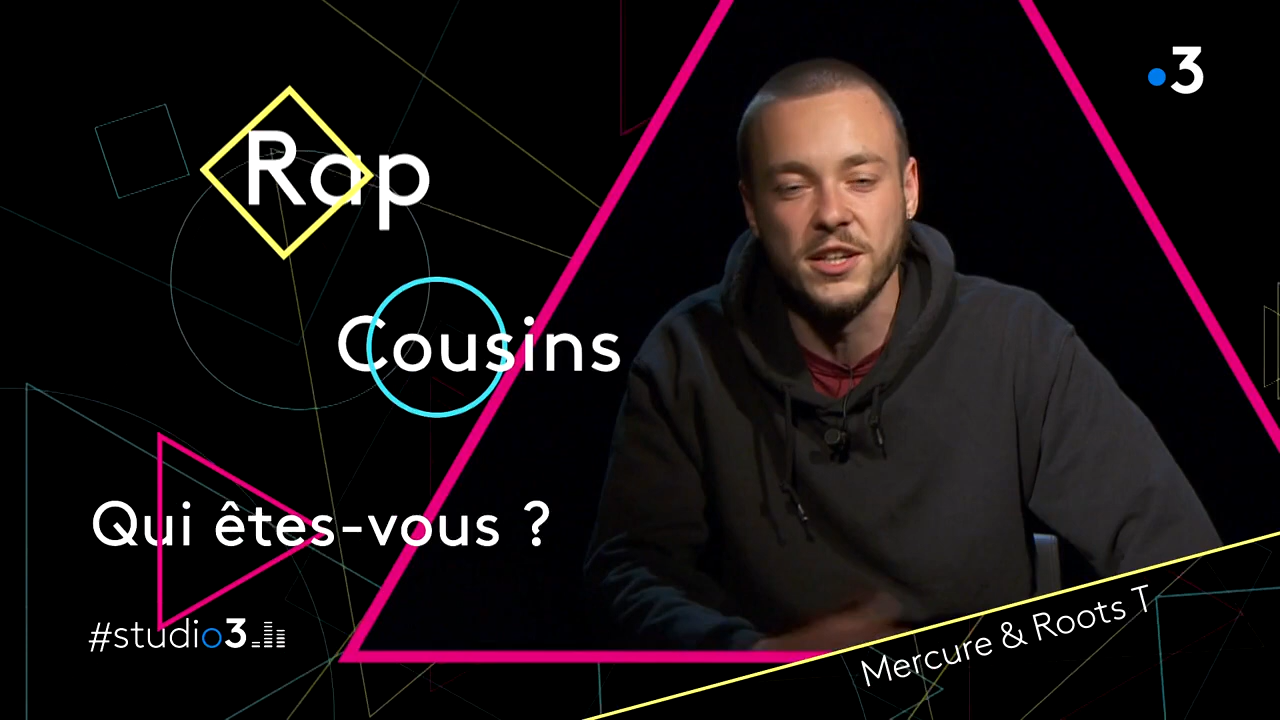 3
Rap
Cousins
Qui êtes-vous ?
#studio3
Mercure & Roots T